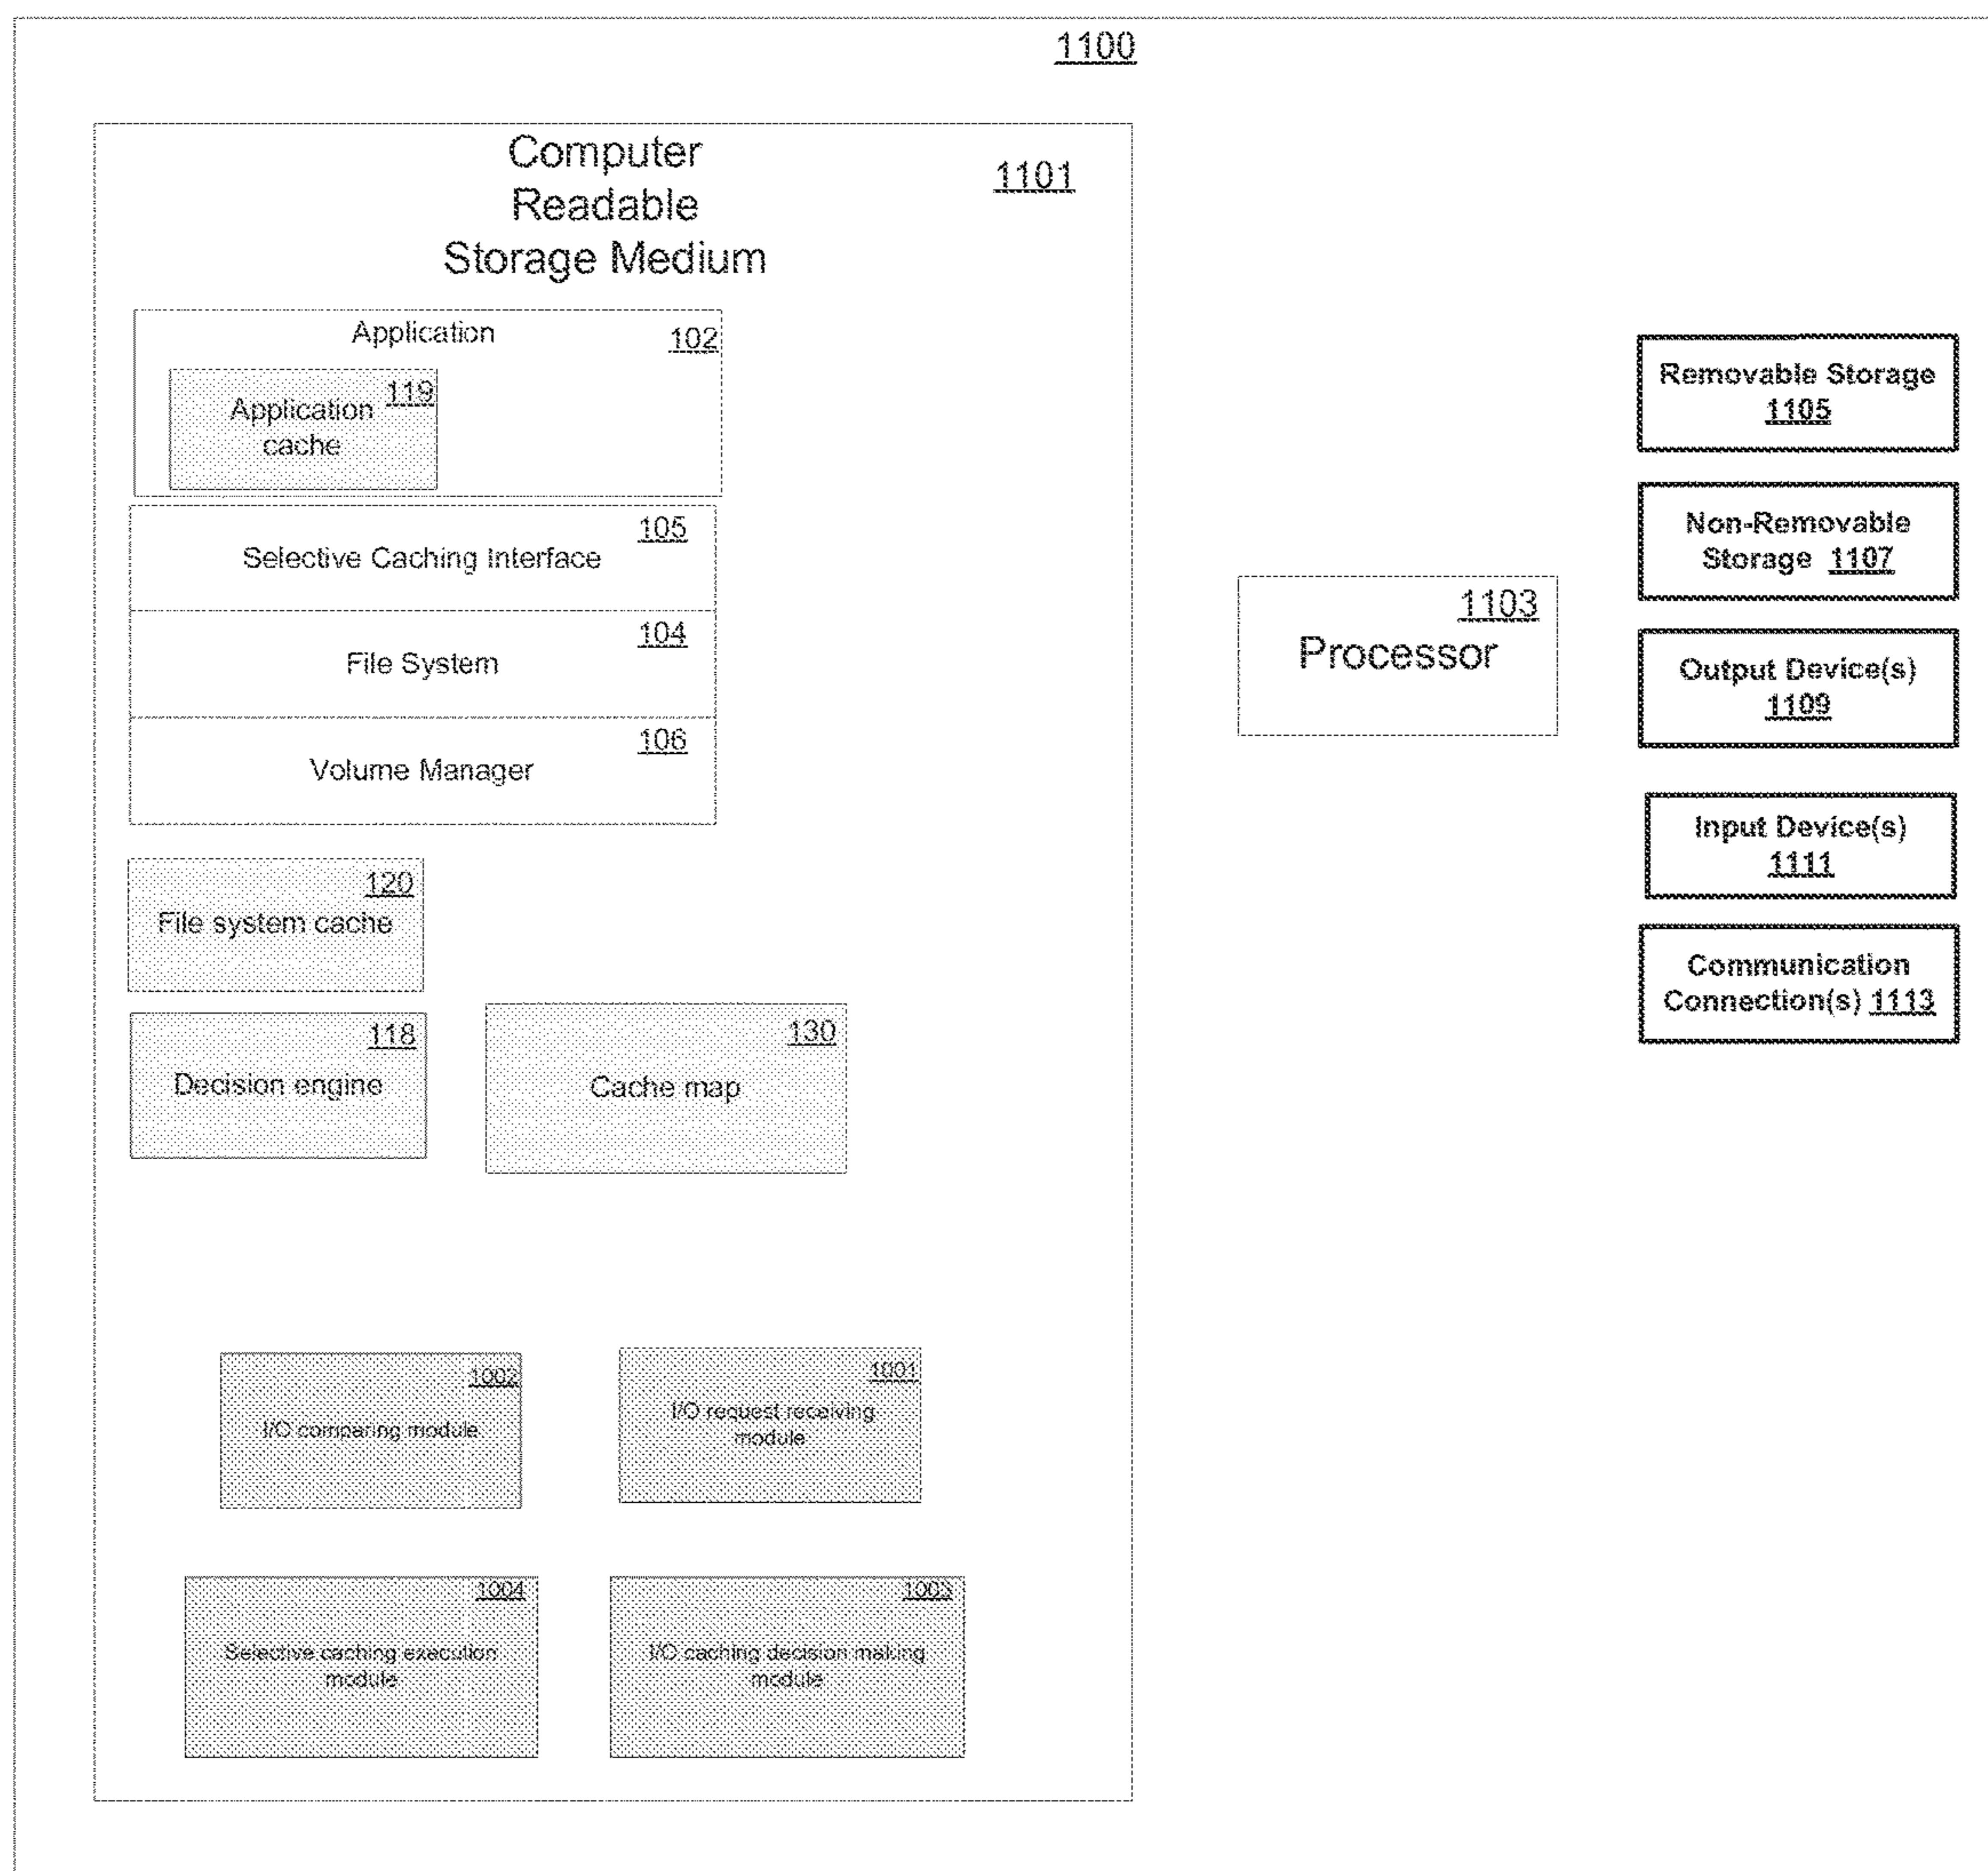 1100
Computer
Readable
Storage Medium
1101
Application
102
119
Application
cache
105
Selective Caching Interface
104
File System
106
Volume Manager
120
File system cache
118
Decision engine
130
Cache map
1002
I/O comparing module
1001
I/O request receiving
module
1004
Selective caching execution
module
1003
I/O caching decision making
module
1103
Processor
Removable Storage
1105
Non-Removable
Storage 1107
Output Device(s)
1109
Input Device(s)
1111
Communication
Connection(s) 1113